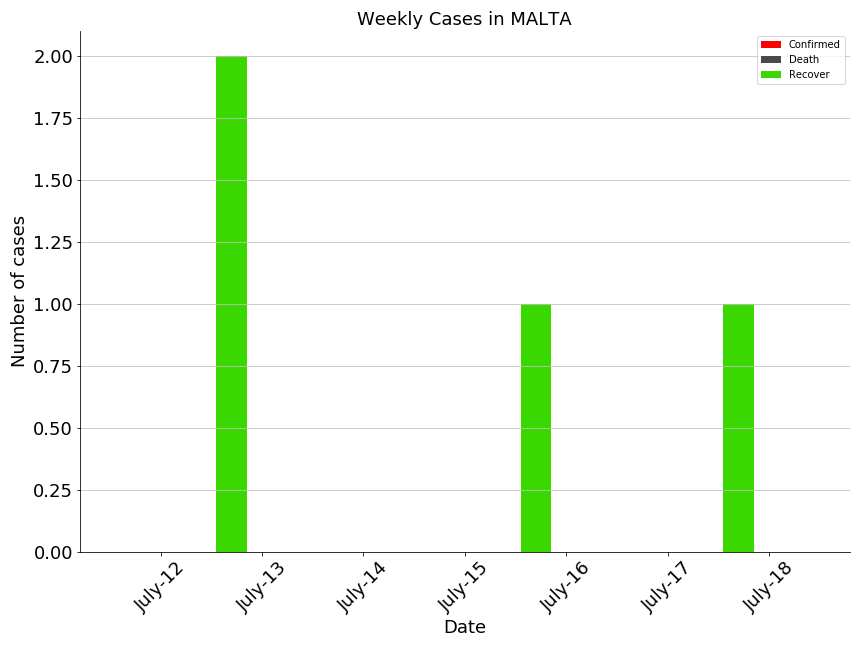 Weekly Cases in MALTA
Confirmed
Death
Recover
Number of cases
2.00
1.75
1.50
1.25
1.00
0.75
0.50
0.25
0.00
July-12
July-13
July-14
July-15
July-16
July-17
July-18
Date